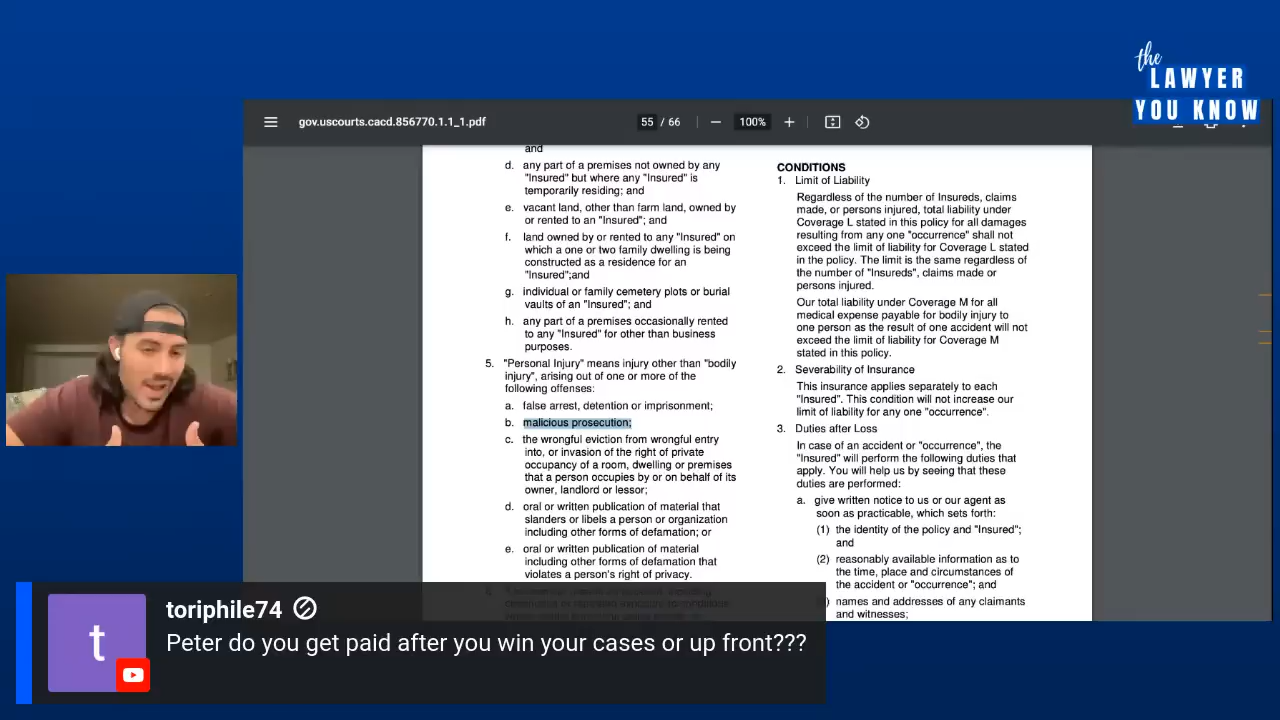 the
LAWYER
YOU KNOW
gov.uscourts.cacd.856770.1.1_1.pdf
55 / 66
100%
and
d. any part of a premises not owned by any
"Insured" but where any "Insured" is
temporarily residing; and
e. vacant land, other than farm land, owned by
or rented to an "Insured"; and
f. land owned by or rented to any "Insured" on
which a one or two family dwelling is being
constructed as a residence for an
"Insured";and
g. individual or family cemetery plots or burial
vaults of an "Insured"; and
h. any part of a premises occasionally rented
to any "Insured" for other than business
purposes.
5. "Personal Injury" means injury other than "bodily
injury", arising out of one or more of the
following offenses:
a. false arrest, detention or imprisonment;
b. malicious prosecution;
c. the wrongful eviction from wrongful entry
into, or invasion of the right of private
occupancy of a room, dwelling or premises
that a person occupies by or on behalf of its
owner, landlord or lessor;
d. oral or written publication of material that
slanders or libels a person or organization
including other forms of defamation; or
e. oral or written publication of material
including other forms of defamation that
violates a person's right of privacy.
CONDITIONS
1. Limit of Liability
Regardless of the number of Insureds, claims
made, or persons injured, total liability under
Coverage L stated in this policy for all damages
resulting from any one "occurrence" shall not
exceed the limit of liability for Coverage L stated
in the policy. The limit is the same regardless of
the number of "Insureds", claims made or
persons injured.
Our total liability under Coverage M for all
medical expense payable for bodily injury to
one person as the result of one accident will not
exceed the limit of liability for Coverage M
stated in this policy.
2. Severability of Insurance
This insurance applies separately to each
"Insured". This condition will not increase our
limit of liability for any one "occurrence".
3. Duties after Loss
In case of an accident or "occurrence", the
"Insured" will perform the following duties that
apply. You will help us by seeing that these
duties are performed:
a. give written notice to us or our agent as
soon as practicable, which sets forth:
(1) the identity of the policy and "Insured";
and
(2) reasonably available information as to
the time, place and circumstances of
the accident or "occurrence"; and
names and addresses of any claimants
and witnesses;
t
toriphile74
Peter do you get paid after you win your cases or up front???